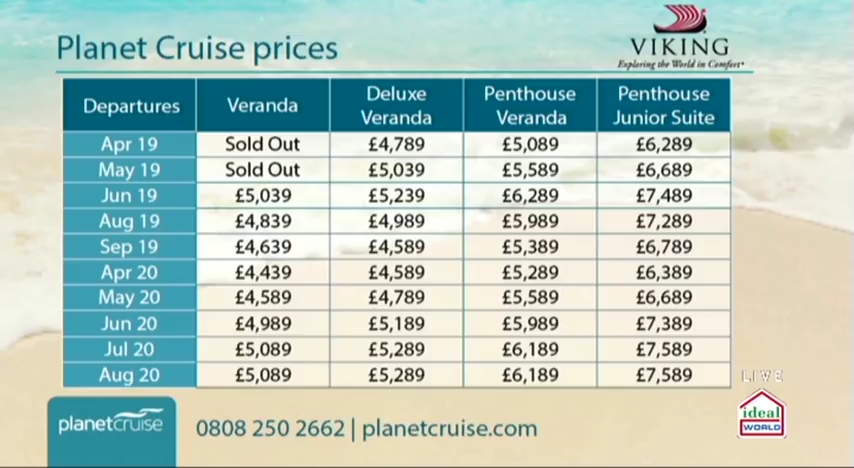 Planet Cruise prices
VIKING
Exploring the World in Comfort®
Departures Veranda Deluxe Veranda Penthouse Veranda Penthouse Junior Suite
Apr 19 Sold Out £4,789 £5,089 £6,289
May 19 Sold Out £5,039 £5,589 £6,689
Jun 19 £5,039 £5,239 £6,289 £7,489
Aug 19 £4,839 £4,989 £5,989 £7,289
Sep 19 £4,639 £4,589 £5,389 £6,789
Apr 20 £4,439 £4,589 £5,289 £6,389
May 20 £4,589 £4,789 £5,589 £6,689
Jun 20 £4,989 £5,189 £5,989 £7,389
Jul 20 £5,089 £5,289 £6,189 £7,589
Aug 20 £5,089 £5,289 £6,189 £7,589
LIVE
ideal
WORLD
planetcruise
0808 250 2662 | planetcruise.com